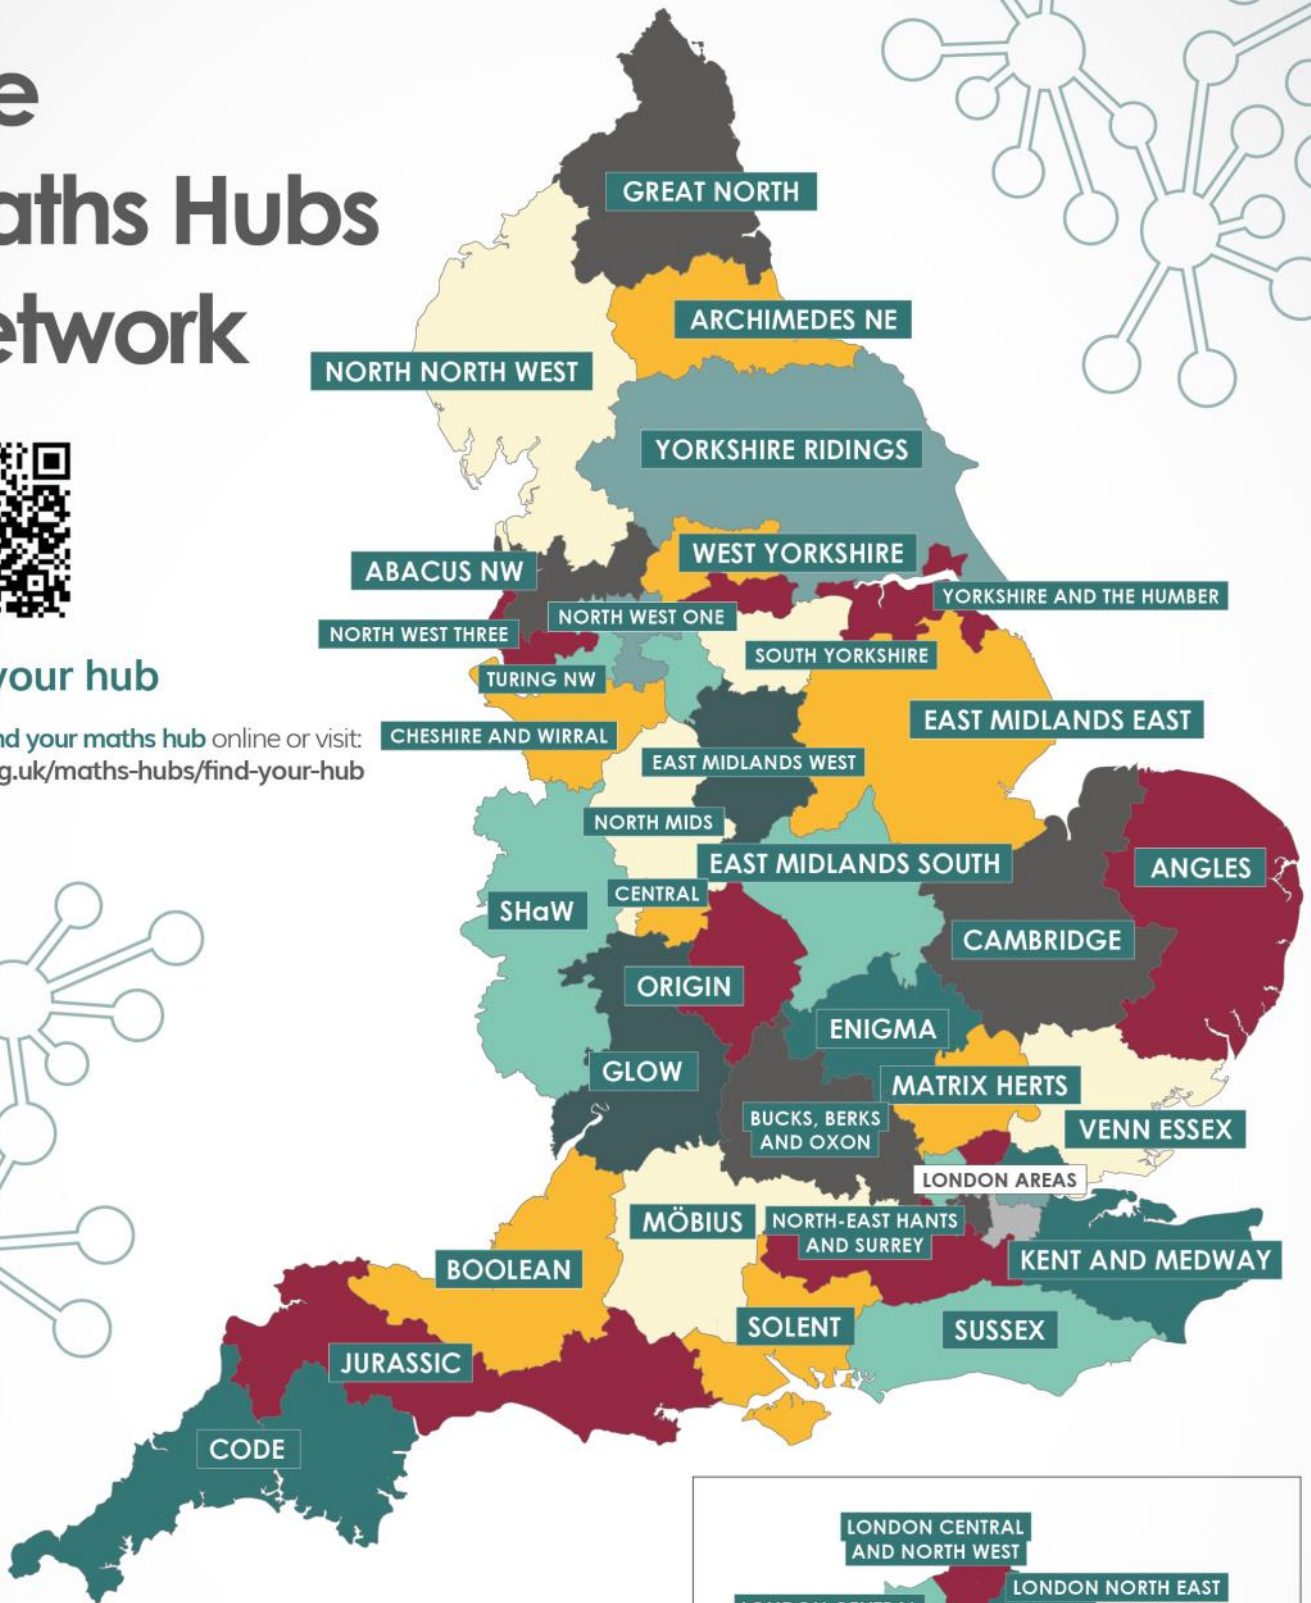 e
aths Hubs
etwork
GREAT NORTH
ARCHIMEDES NE
NORTH NORTH WEST
YORKSHIRE RIDINGS
WEST YORKSHIRE
ABACUS NW
YORKSHIRE AND THE HUMBER
NORTH WEST ONE
NORTH WEST THREE
SOUTH YORKSHIRE
your hub
TURING NW
EAST MIDLANDS EAST
nd your maths hub online or visit:
CHESHIRE AND WIRRAL
EAST MIDLANDS WEST
g.uk/maths-hubs/find-your-hub
NORTH MIDS
EAST MIDLANDS SOUTH
ANGLES
CENTRAL
SHaW
CAMBRIDGE
ORIGIN
ENIGMA
GLOW
MATRIX HERTS
BUCKS, BERKS
AND OXON
VENN ESSEX
LONDON AREAS
MÖBIUS
NORTH-EAST HANTS
AND SURREY
KENT AND MEDWAY
BOOLEAN
SOLENT
SUSSEX
JURASSIC
CODE
LONDON CENTRAL
AND NORTH WEST
LONDON NORTH EAST